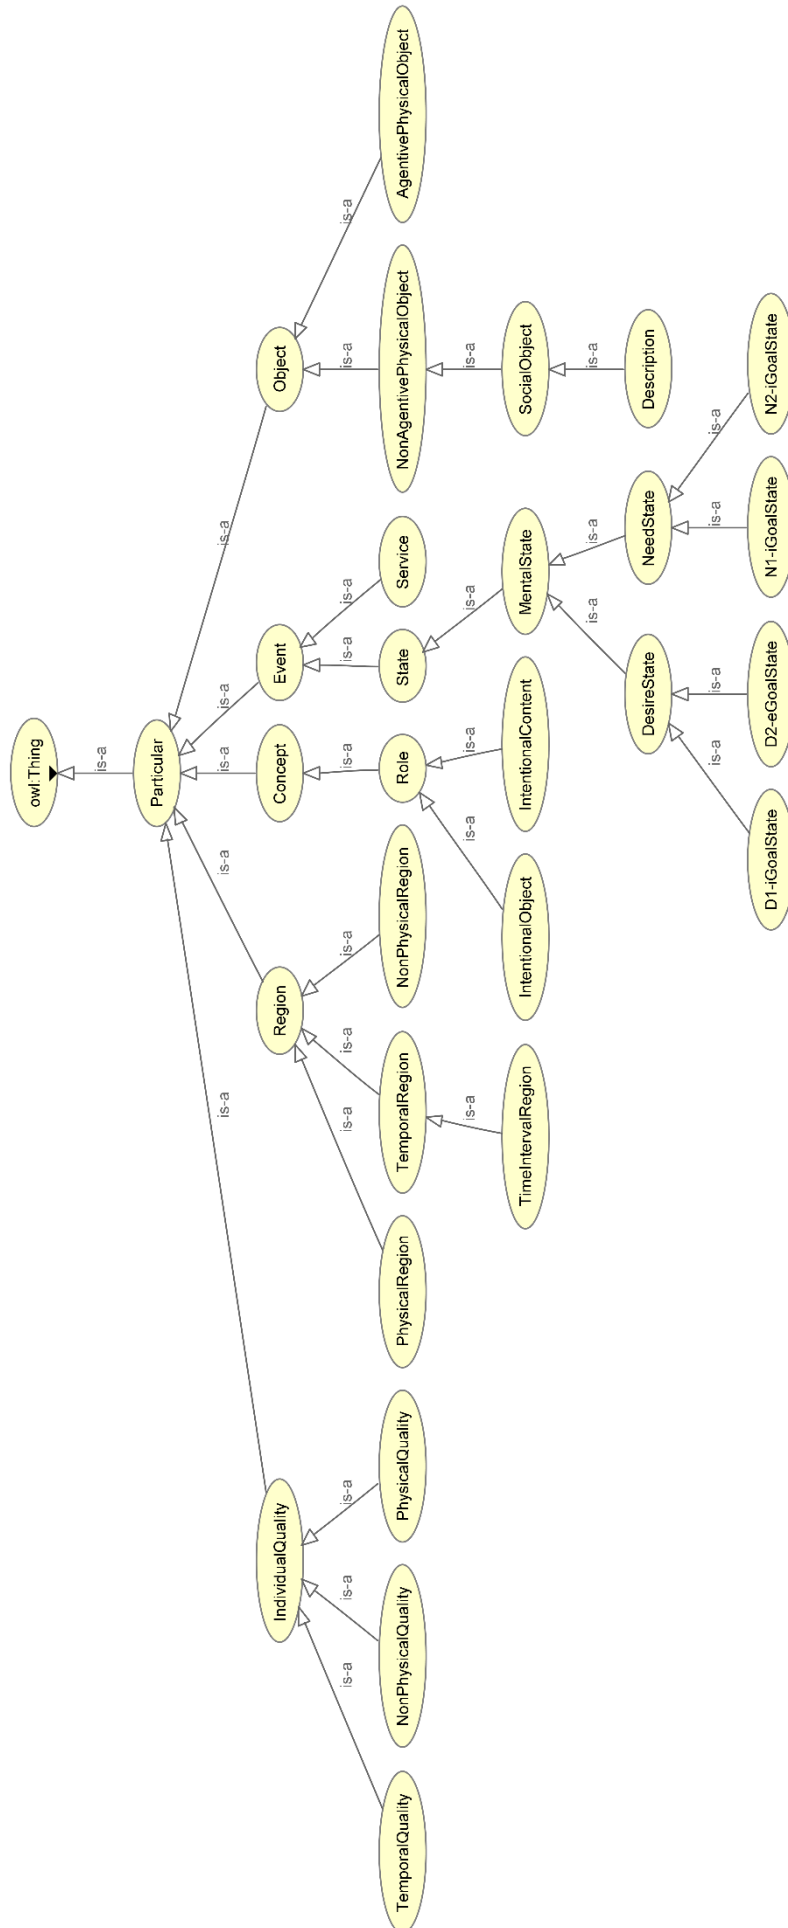 owl:Thing
is-a
Particular
is-a
is-a
is-a
is-a
is-a
IndividualQuality
Region
Concept
Event
Object
is-a
is-a
is-a
is-a
is-a
is-a
is-a
is-a
is-a
is-a
is-a
TemporalQuality
NonPhysicalQuality
PhysicalQuality
PhysicalRegion
TemporalRegion
NonPhysicalRegion
Role
State
Service
NonAgentivePhysicalObject
AgentivePhysicalObject
is-a
is-a
is-a
is-a
is-a
TimeIntervalRegion
IntentionalObject
IntentionalContent
MentalState
SocialObject
is-a
is-a
is-a
DesireState
NeedState
Description
is-a
is-a
is-a
is-a
D1-iGoalState
D2-eGoalState
N1-iGoalState
N2-iGoalState